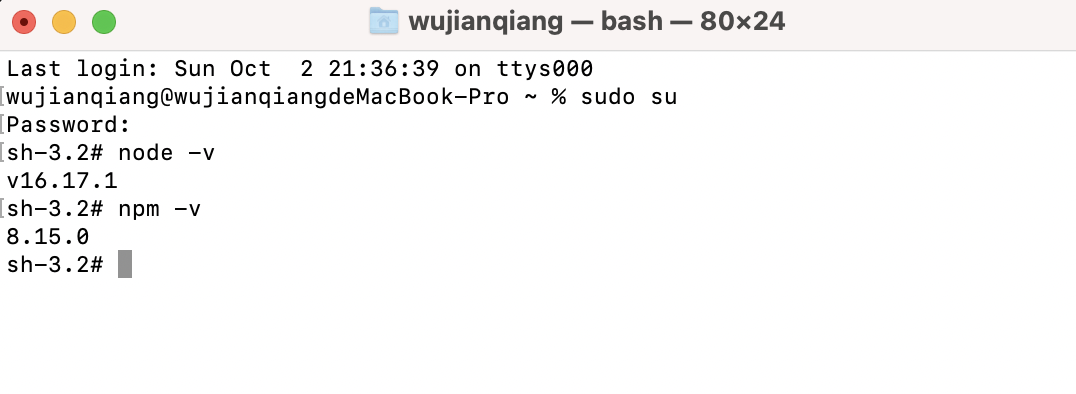 wujianqiang — bash — 80×24
Last login: Sun Oct  2 21:36:39 on ttys000
wujianqiang@wujianqiangdeMacBook-Pro ~ % sudo su
Password:
sh-3.2# node -v
v16.17.1
sh-3.2# npm -v
8.15.0
sh-3.2#